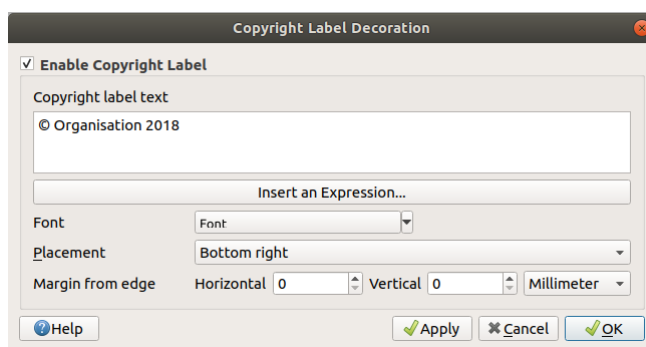 Copyright Label Decoration
Enable Copyright Label
Copyright label text
© Organisation 2018
Insert an Expression...
Font Font
Placement Bottom right
Margin from edge Horizontal 0 Vertical 0 Millimeter
Help Apply Cancel OK